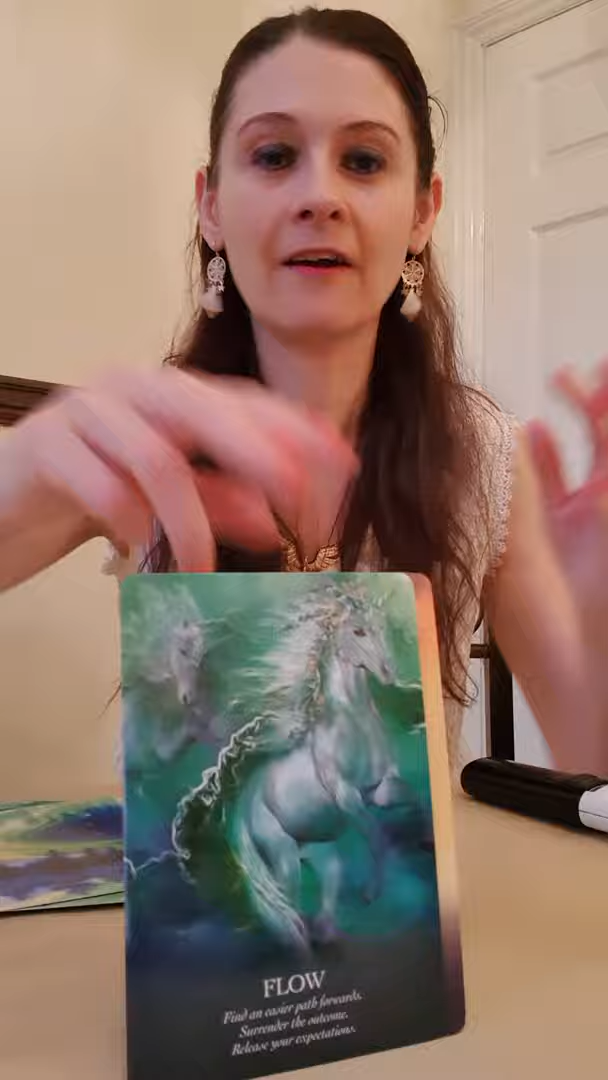 FLOW
Find an easier path forwards.
Surrender the outcome.
Release your expectations.